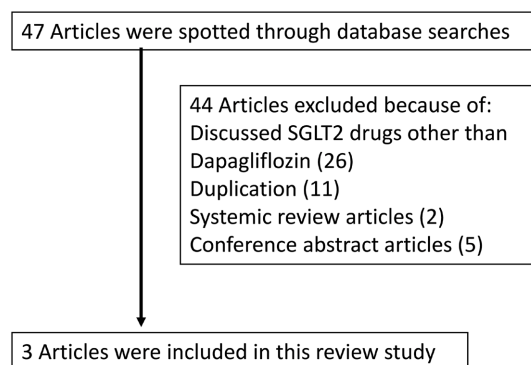 47 Articles were spotted through database searches
44 Articles excluded because of:
Discussed SGLT2 drugs other than
Dapagliflozin (26)
Duplication (11)
Systemic review articles (2)
Conference abstract articles (5)
3 Articles were included in this review study